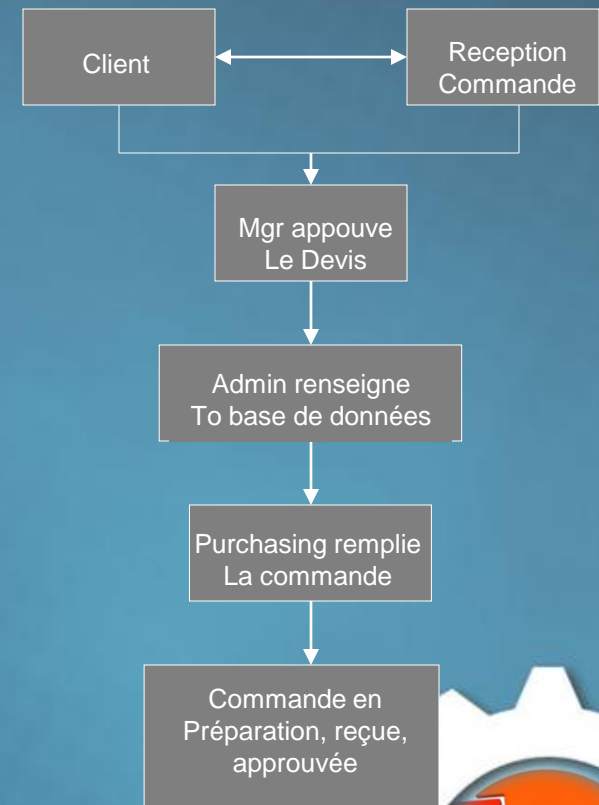 Client
Reception
Commande
Mgr appouve
Le Devis
Admin renseigne
To base de données
Purchasing remplie
La commande
Commande en
Préparation, reçue,
approuvée